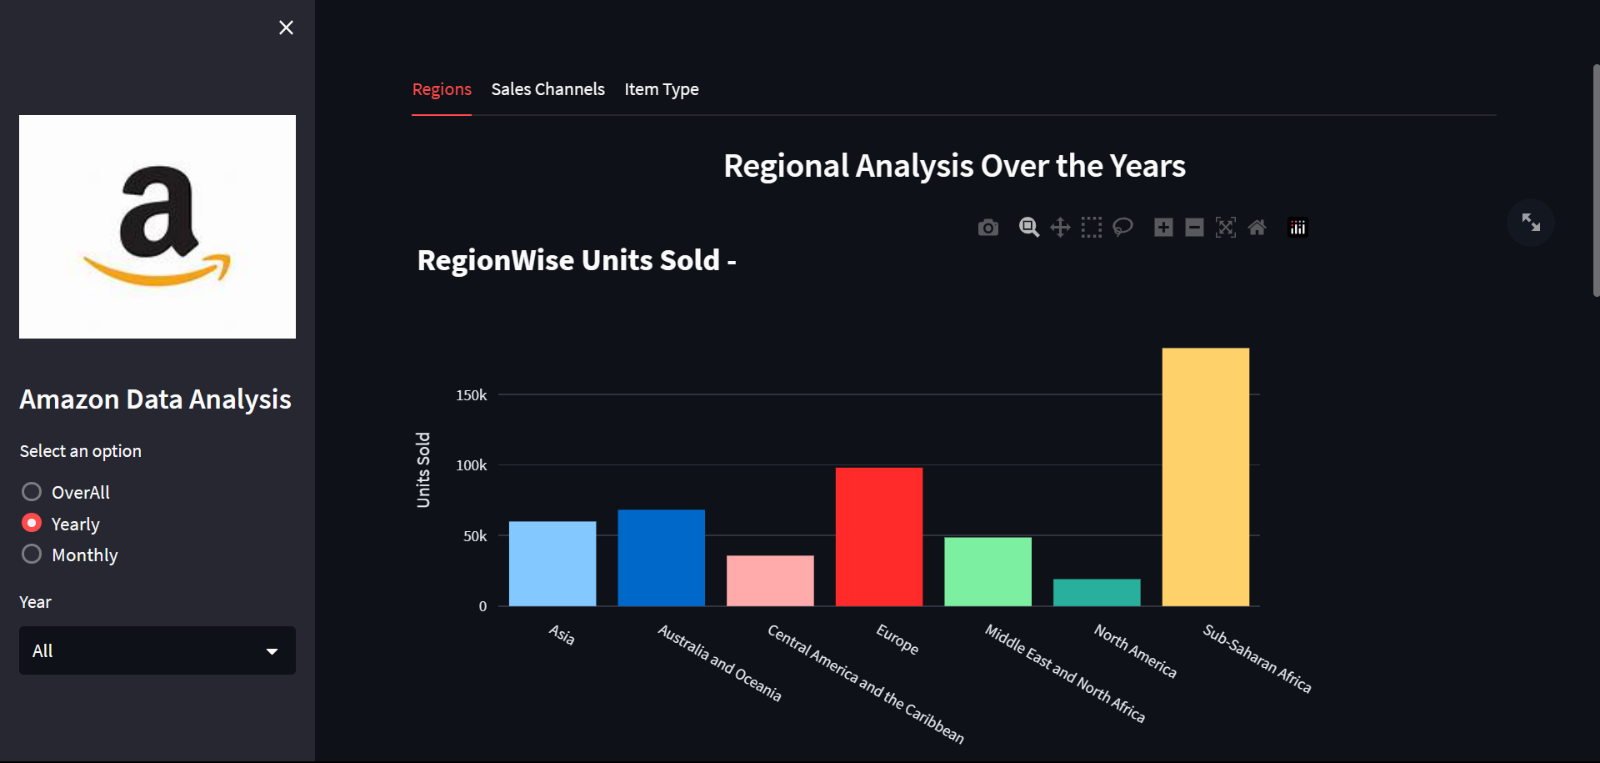 Regions Sales Channels Item Type
Regional Analysis Over the Years
RegionWise Units Sold -
a
Amazon Data Analysis
Select an option
OverAll
Yearly
Monthly
Year
All
Units Sold
150k
100k
50k
0
Asia
Australia and Oceania
Central America and the Caribbean
Europe
Middle East and North Africa
North America
Sub-Saharan Africa